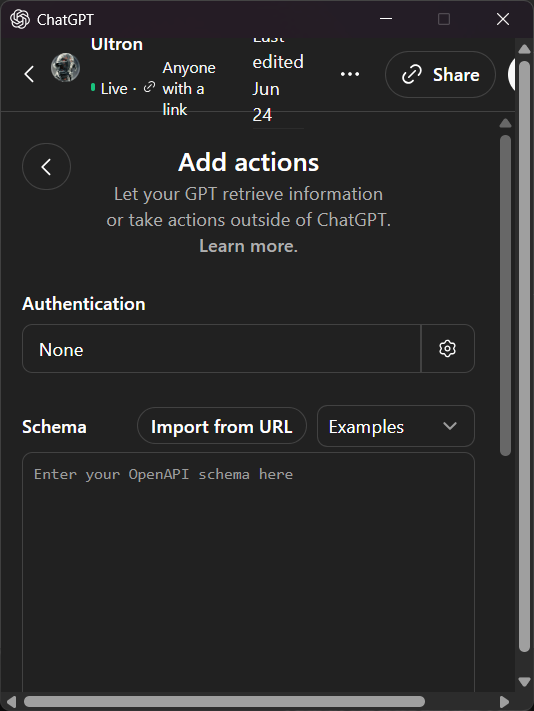 ChatGPT
Ultron
Live ·
Anyone
with a
link
Last
edited
Jun
24
Share
Add actions
Let your GPT retrieve information
or take actions outside of ChatGPT.
Learn more.
Authentication
None
Schema
Import from URL
Examples
Enter your OpenAPI schema here